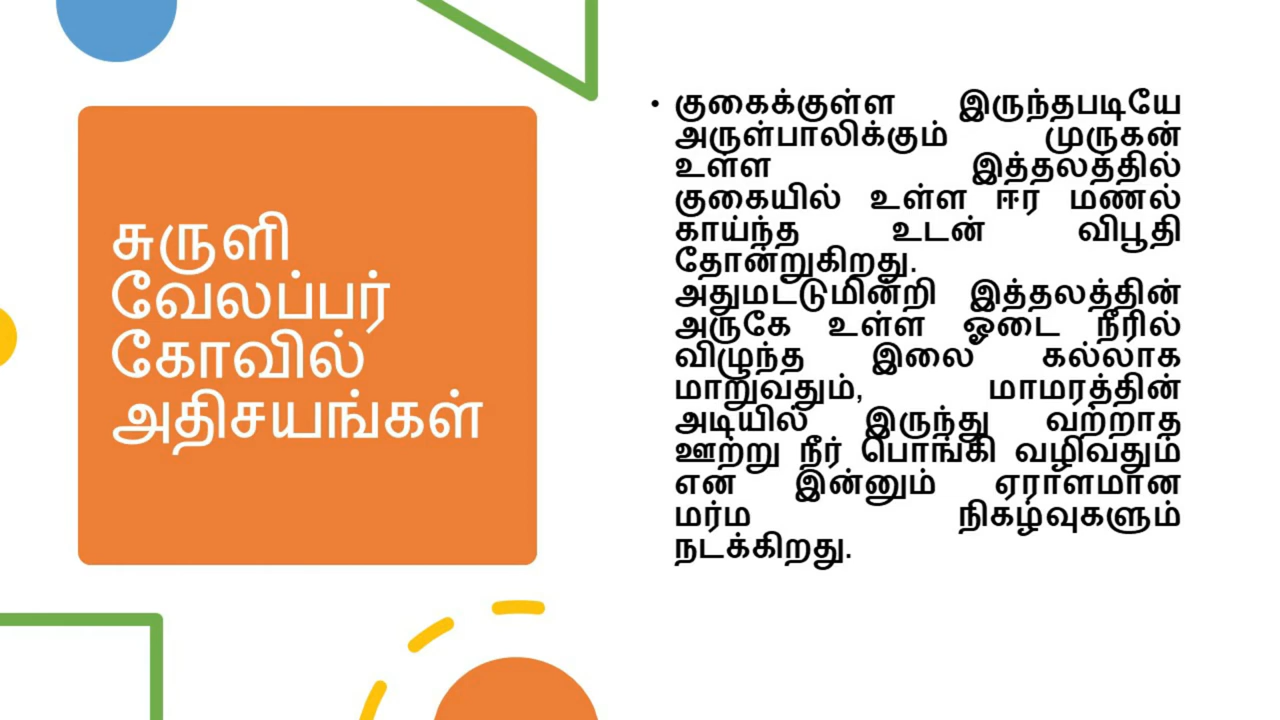 சுருளி
வேலப்பர்
கோவில்
அதிசயங்கள்
• குகைக்குள்ள இருந்தபடியே
அருள்பாலிக்கும் முருகன்
உள்ள இத்தலத்தில்
குகையில் உள்ள ஈர மணல்
காய்ந்த உடன் விபூதி
தோன்றுகிறது.
அதுமட்டுமின்றி இத்தலத்தின்
அருகே உள்ள ஓடை நீரில்
விழுந்த இலை கல்லாக
மாறுவதும், மாமரத்தின்
அடியில் இருந்து வற்றாத
ஊற்று நீர் பொங்கி வழிவதும்
என இன்னும் ஏராளமான
மர்ம நிகழ்வுகளும்
நடக்கிறது.